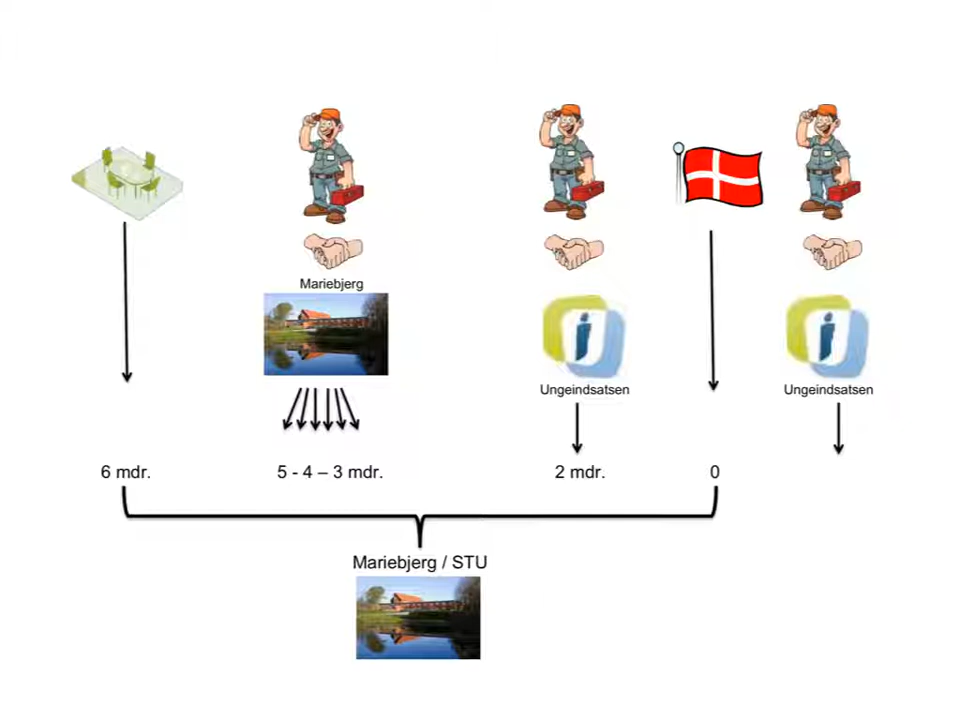 Mariebjerg
Ungeindsatsen
Ungeindsatsen
6 mdr.
5 - 4 – 3 mdr.
2 mdr.
0
Mariebjerg / STU